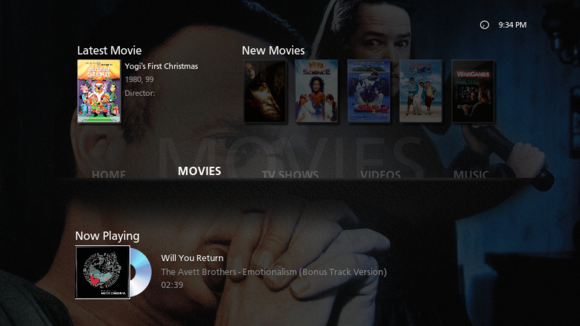 9:34 PM
Latest Movie
New Movies
Yogi's First Christmas
1980, 99
Director:
WARGAMES
MOVIES
HOME
MOVIES
TV SHOWS
VIDEOS
MUSIC
Now Playing
Will You Return
The Avett Brothers - Emotionalism (Bonus Track Version)
02:39